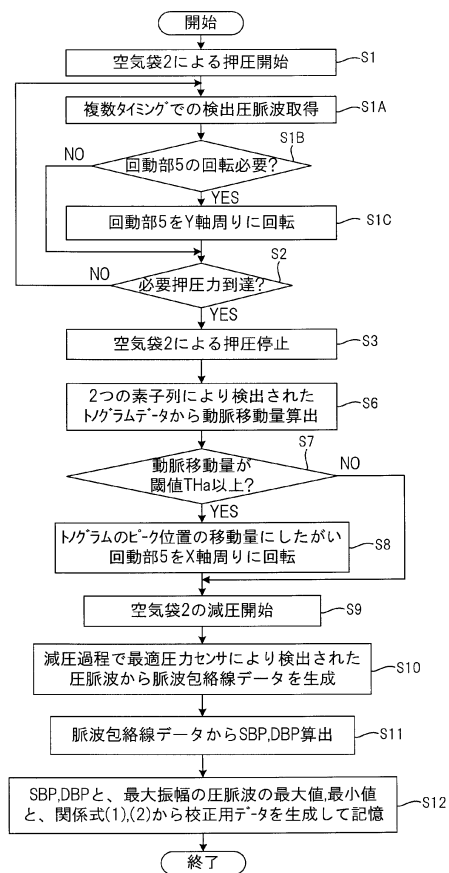 開始
空気袋2による押圧開始
S1
複数ﾀｲﾐﾝｸﾞでの検出圧脈波取得
S1A
S1B
NO
回動部5の回転必要?
YES
回動部5をY軸周りに回転
S1C
S2
NO
必要押圧力到達?
YES
空気袋2による押圧停止
S3
2つの素子列により検出された
ﾄﾉｸﾞﾗﾑﾃﾞｰﾀから動脈移動量算出
S6
S7
動脈移動量が
閾値THa以上?
NO
YES
ﾄﾉｸﾞﾗﾑのﾋﾟｰｸ位置の移動量にしたがい
回動部5をX軸周りに回転
S8
空気袋2の減圧開始
S9
減圧過程で最適圧力センサにより検出された
圧脈波から脈波包絡線データを生成
S10
脈波包絡線データからSBP,DBP算出
S11
SBP,DBPと、最大振幅の圧脈波の最大値,最小値
と、関係式(1),(2)から校正用データを生成して記憶
S12
終了